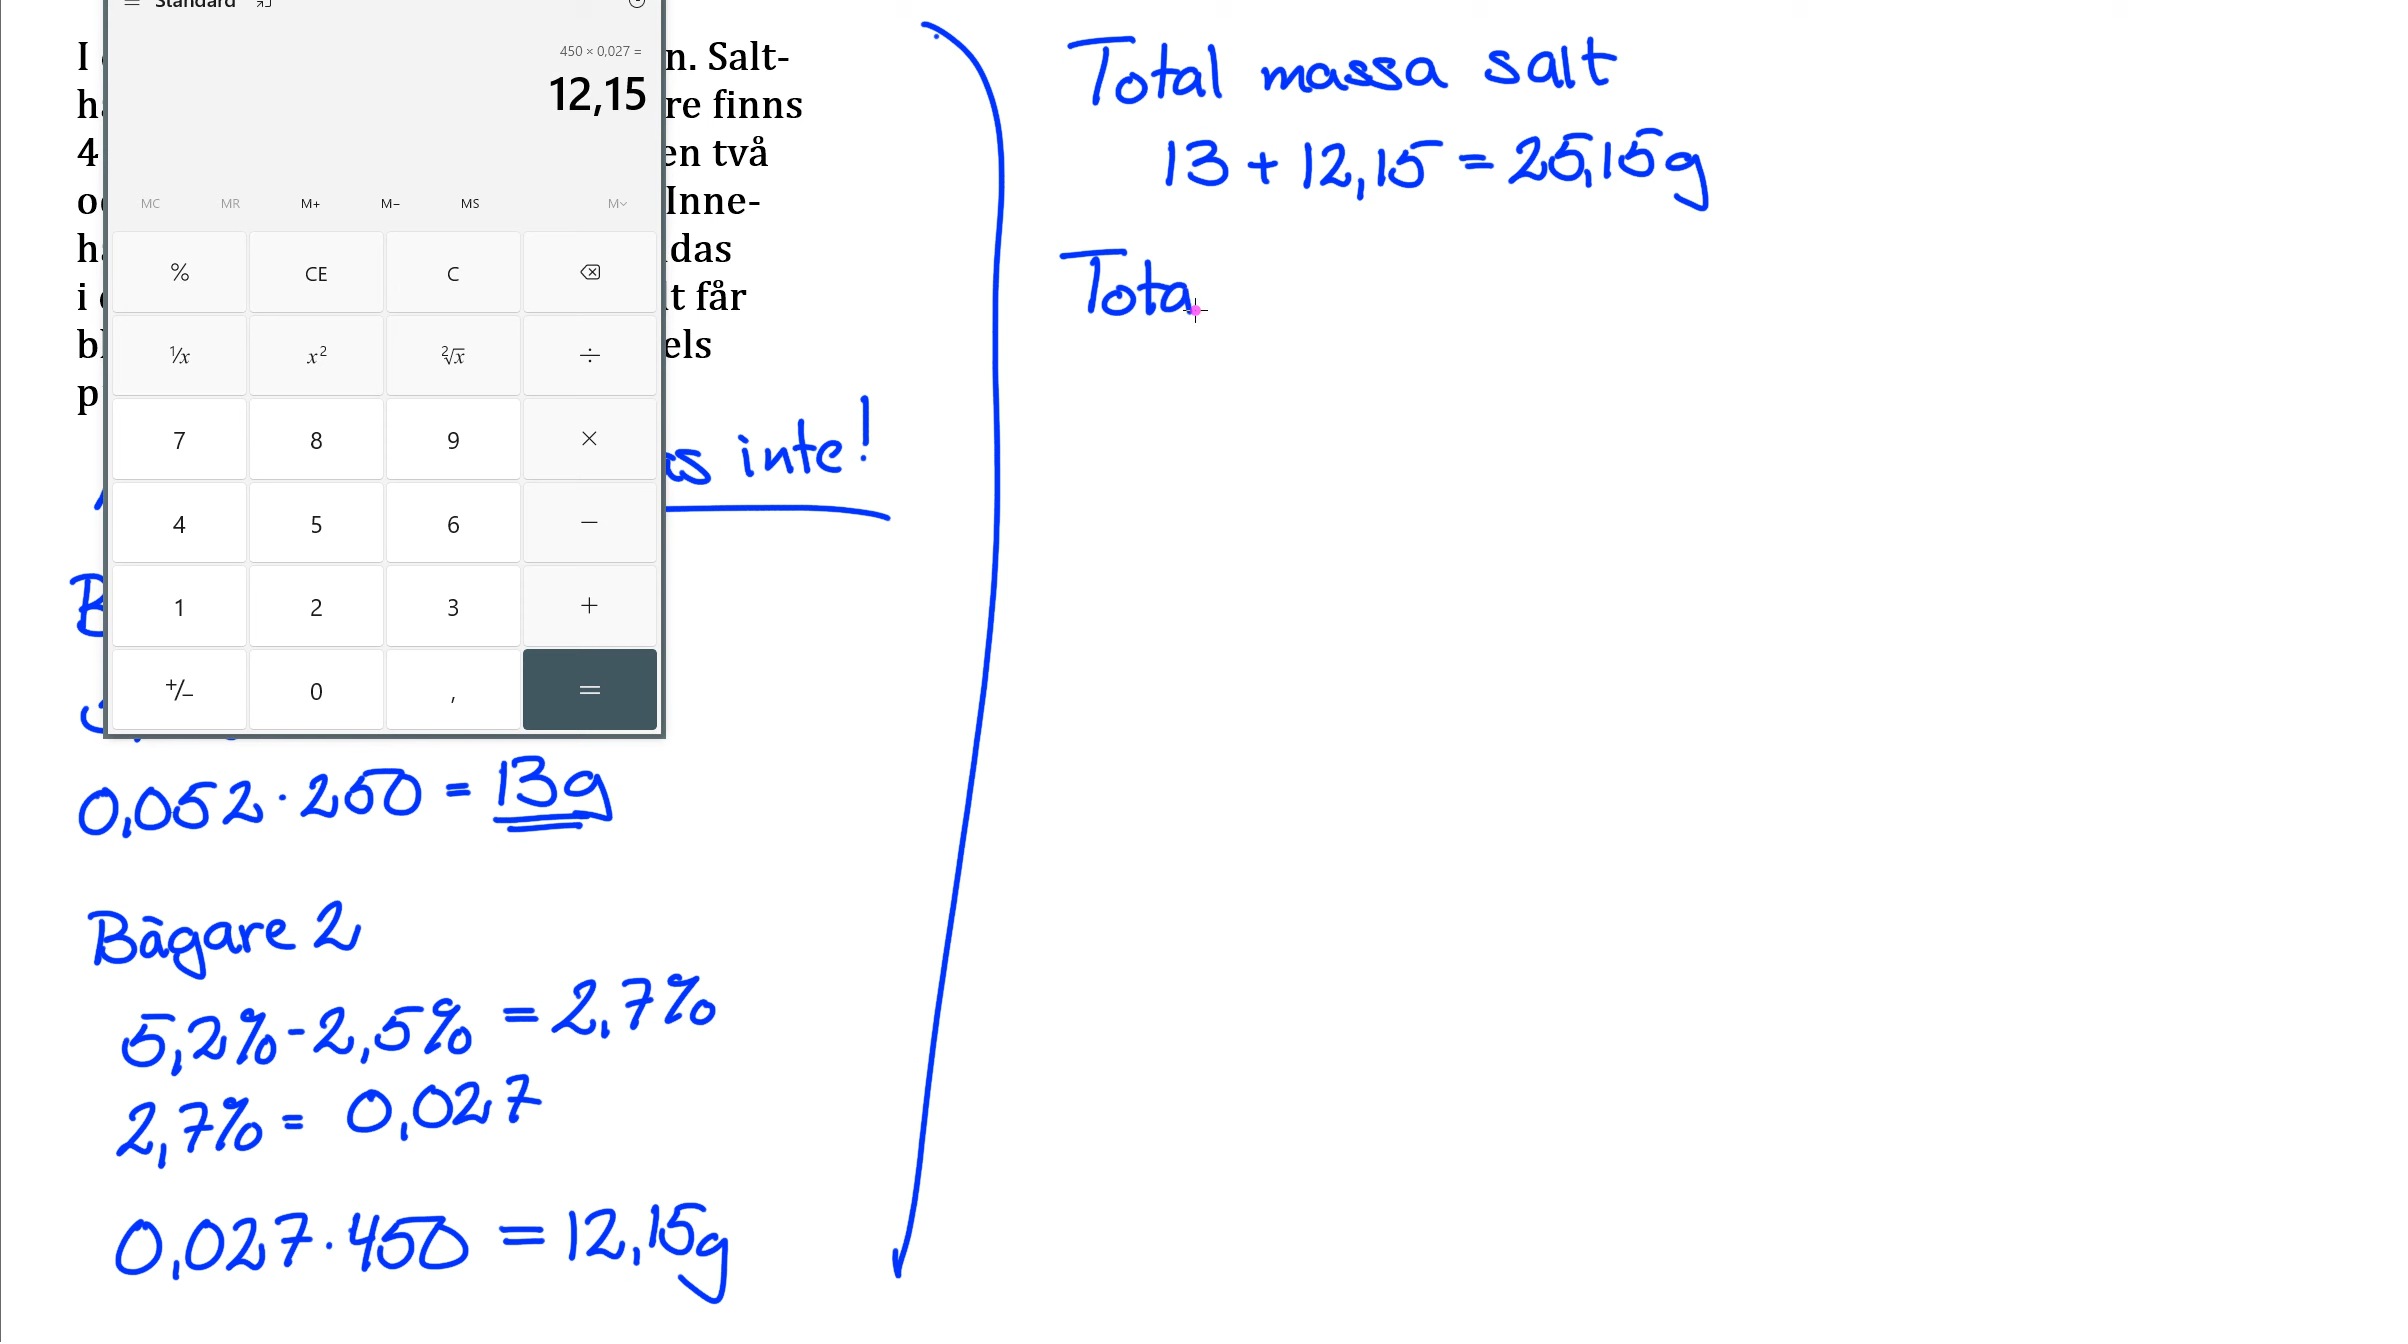 Standard
450 × 0,027 =
12,15
MC MR M+ M− MS M
% CE C
¹/x x² ²√x ÷
7 8 9 ×
4 5 6 −
1 2 3 +
+/− 0 , =
I n. Salt-
re finns
4 två
Inne-
das
i t får
els
p
inte!
0,052 · 250 = 13g
Bägare 2
5,2% - 2,5% = 2,7%
2,7% = 0,027
0,027 · 450 = 12,15g
Total massa salt
13 + 12,15 = 25,15g
Tota